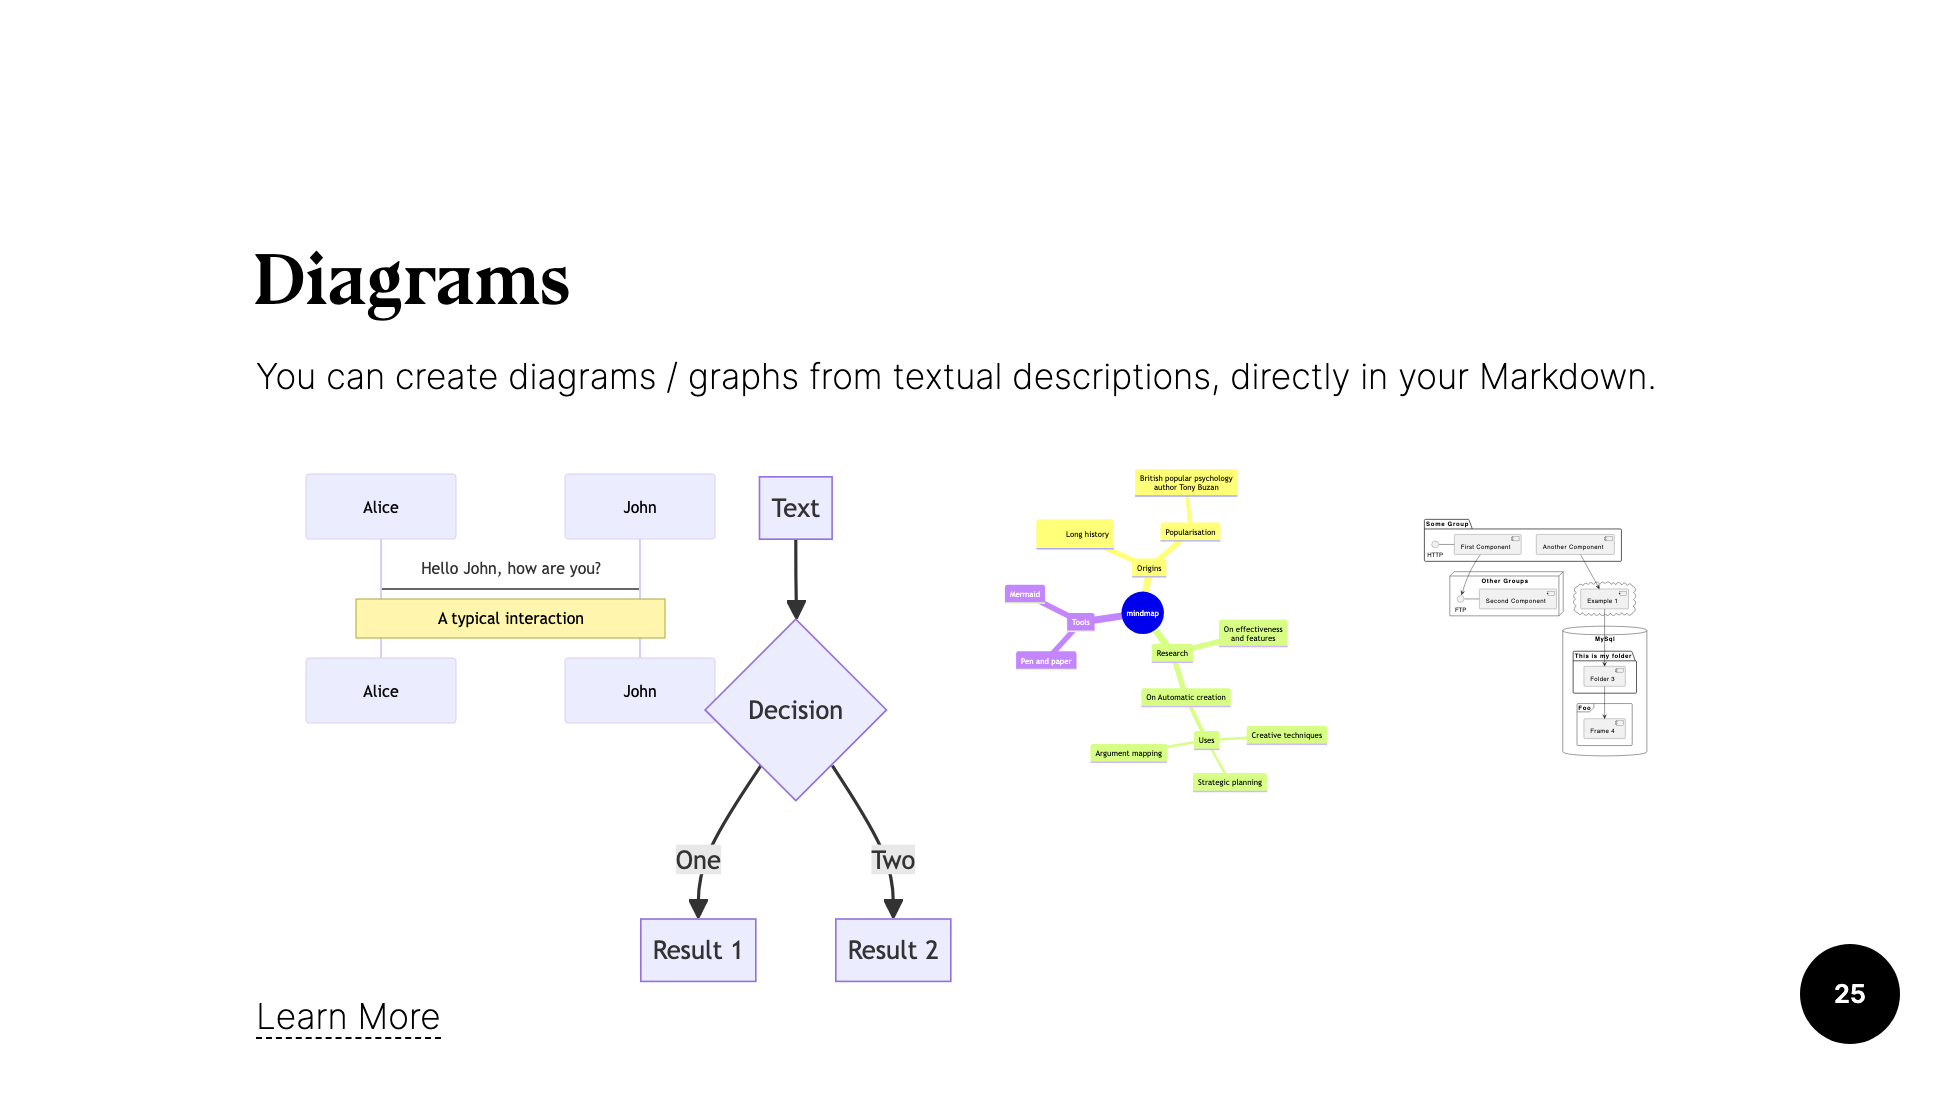 Diagrams
You can create diagrams / graphs from textual descriptions, directly in your Markdown.
Alice
John
Hello John, how are you?
A typical interaction
Alice
John
Text
Decision
One
Two
Result 1
Result 2
British popular psychology
author Tony Buzan
Long history
Popularisation
Origins
Mermaid
mindmap
Tools
On effectiveness
and features
Research
Pen and paper
On Automatic creation
Uses
Creative techniques
Argument mapping
Strategic planning
Some Group
HTTP
First Component
Another Component
Other Groups
FTP
Second Component
Example 1
MySql
This is my folder
Folder 3
Foo
Frame 4
Learn More
25